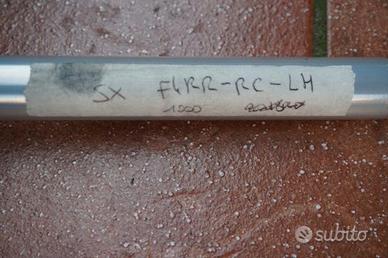 SX F4RR-RC-LH
1000
subito